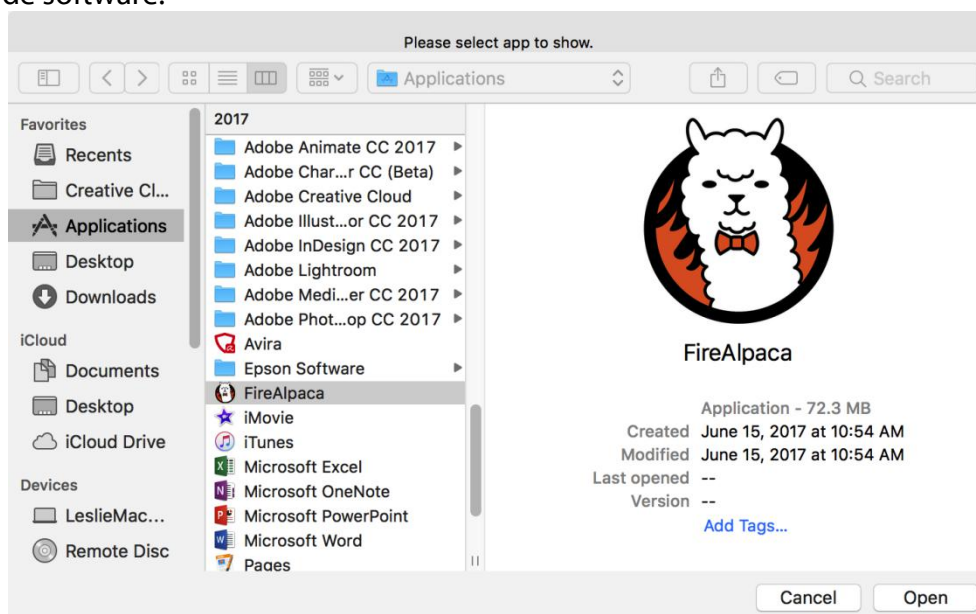 de software.
Please select app to show.
Applications
Search
Favorites
Recents
Creative Cl...
Applications
Desktop
Downloads
iCloud
Documents
Desktop
iCloud Drive
Devices
LeslieMac...
Remote Disc
2017
Adobe Animate CC 2017
Adobe Char...r CC (Beta)
Adobe Creative Cloud
Adobe Illust...or CC 2017
Adobe InDesign CC 2017
Adobe Lightroom
Adobe Medi...er CC 2017
Adobe Phot...op CC 2017
Avira
Epson Software
FireAlpaca
iMovie
iTunes
Microsoft Excel
Microsoft OneNote
Microsoft PowerPoint
Microsoft Word
Pages
FireAlpaca
Application - 72.3 MB
Created June 15, 2017 at 10:54 AM
Modified June 15, 2017 at 10:54 AM
Last opened --
Version --
Add Tags...
Cancel
Open